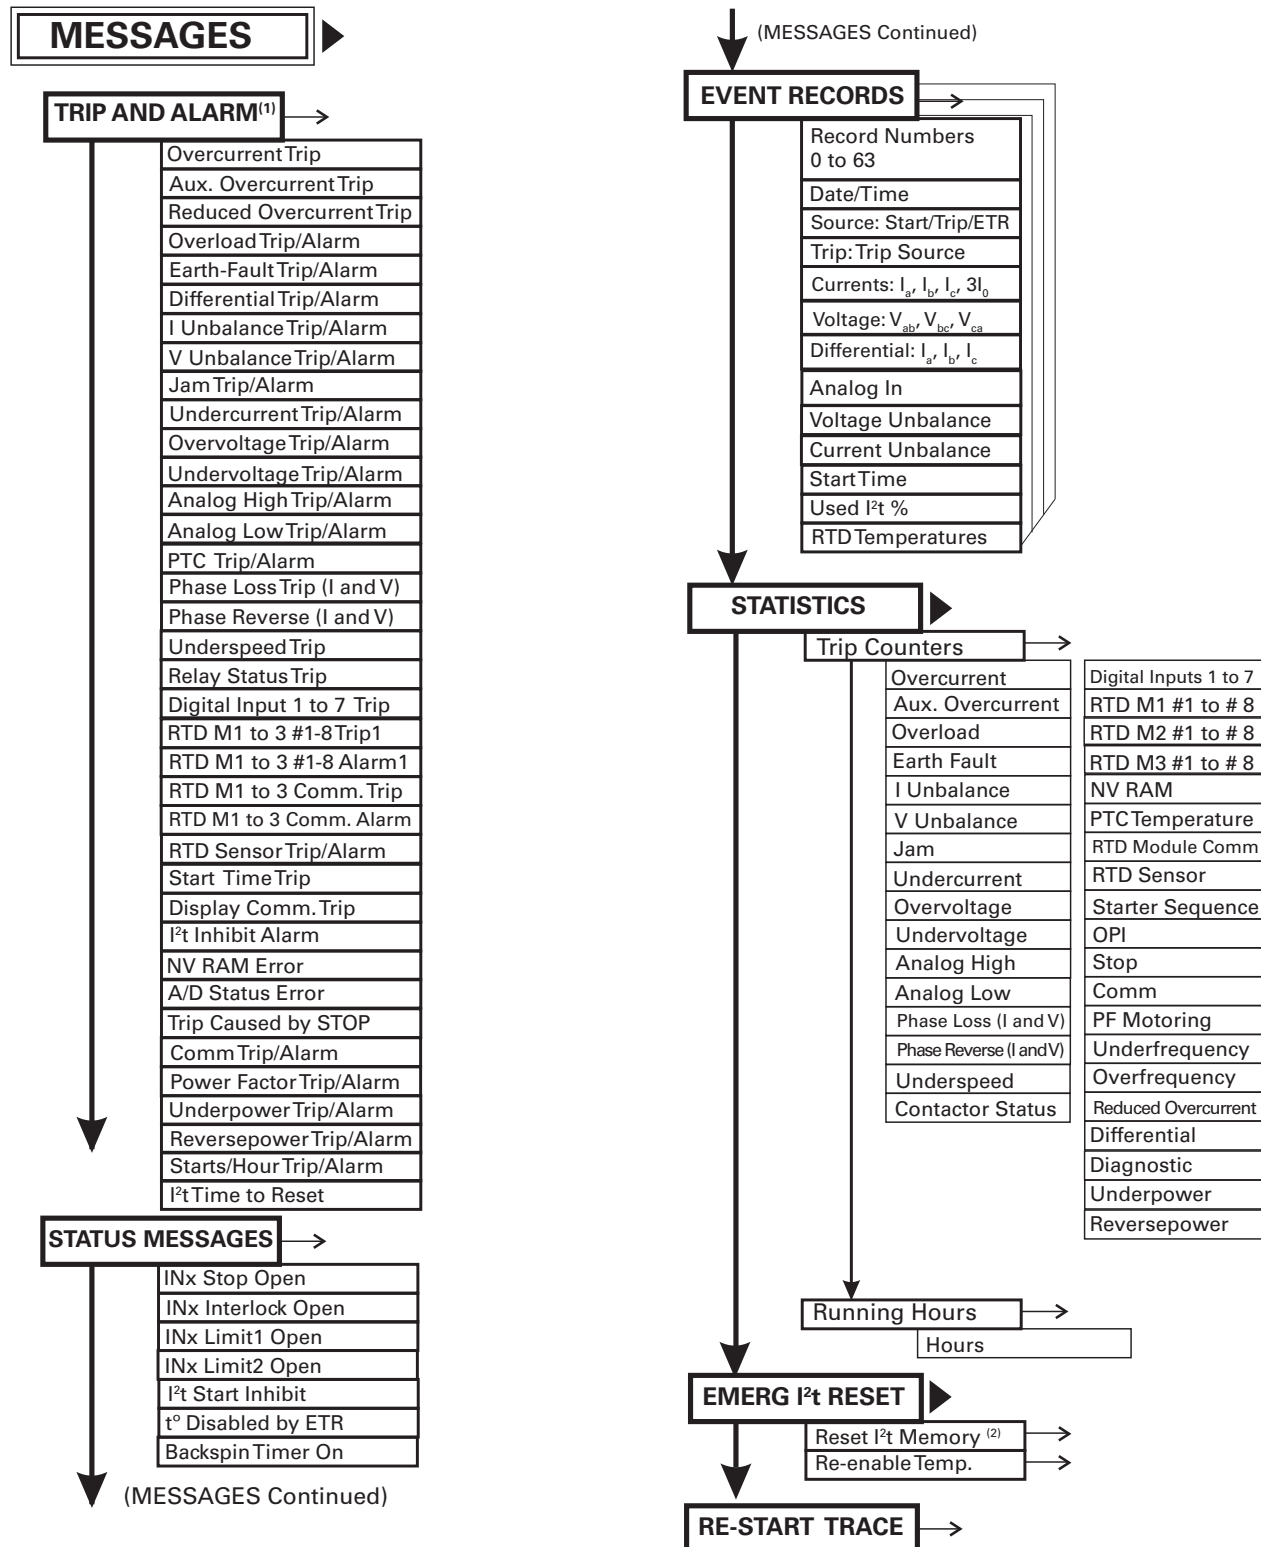 MESSAGES
TRIP AND ALARM(1)
Overcurrent Trip
Aux. Overcurrent Trip
Reduced Overcurrent Trip
Overload Trip/Alarm
Earth-Fault Trip/Alarm
Differential Trip/Alarm
I Unbalance Trip/Alarm
V Unbalance Trip/Alarm
Jam Trip/Alarm
Undercurrent Trip/Alarm
Overvoltage Trip/Alarm
Undervoltage Trip/Alarm
Analog High Trip/Alarm
Analog Low Trip/Alarm
PTC Trip/Alarm
Phase Loss Trip (I and V)
Phase Reverse (I and V)
Underspeed Trip
Relay Status Trip
Digital Input 1 to 7 Trip
RTD M1 to 3 #1-8 Trip1
RTD M1 to 3 #1-8 Alarm1
RTD M1 to 3 Comm. Trip
RTD M1 to 3 Comm. Alarm
RTD Sensor Trip/Alarm
Start Time Trip
Display Comm. Trip
I²t Inhibit Alarm
NV RAM Error
A/D Status Error
Trip Caused by STOP
Comm Trip/Alarm
Power Factor Trip/Alarm
Underpower Trip/Alarm
Reversepower Trip/Alarm
Starts/Hour Trip/Alarm
I²t Time to Reset
STATUS MESSAGES
INx Stop Open
INx Interlock Open
INx Limit1 Open
INx Limit2 Open
I²t Start Inhibit
t° Disabled by ETR
Backspin Timer On
(MESSAGES Continued)
(MESSAGES Continued)
EVENT RECORDS
Record Numbers
0 to 63
Date/Time
Source: Start/Trip/ETR
Trip: Trip Source
Currents: Ia, Ib, Ic, 3I0
Voltage: Vab, Vbc, Vca
Differential: Ia, Ib, Ic
Analog In
Voltage Unbalance
Current Unbalance
Start Time
Used I²t %
RTD Temperatures
STATISTICS
Trip Counters
Overcurrent
Aux. Overcurrent
Overload
Earth Fault
I Unbalance
V Unbalance
Jam
Undercurrent
Overvoltage
Undervoltage
Analog High
Analog Low
Phase Loss (I and V)
Phase Reverse (I and V)
Underspeed
Contactor Status
Digital Inputs 1 to 7
RTD M1 #1 to # 8
RTD M2 #1 to # 8
RTD M3 #1 to # 8
NV RAM
PTC Temperature
RTD Module Comm
RTD Sensor
Starter Sequence
OPI
Stop
Comm
PF Motoring
Underfrequency
Overfrequency
Reduced Overcurrent
Differential
Diagnostic
Underpower
Reversepower
Running Hours
Hours
EMERG I²t RESET
Reset I²t Memory (2)
Re-enable Temp.
RE-START TRACE